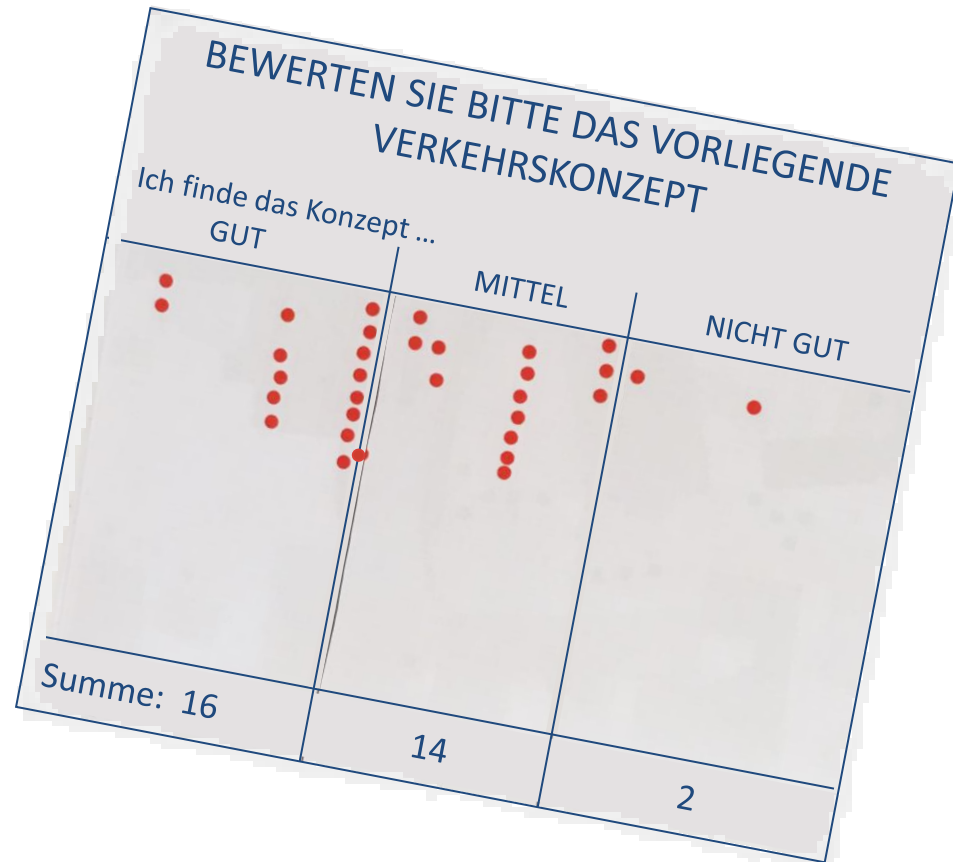 BEWERTEN SIE BITTE DAS VORLIEGENDE
VERKEHRSKONZEPT
Ich finde das Konzept ...
GUT
MITTEL
NICHT GUT
Summe: 16
14
2